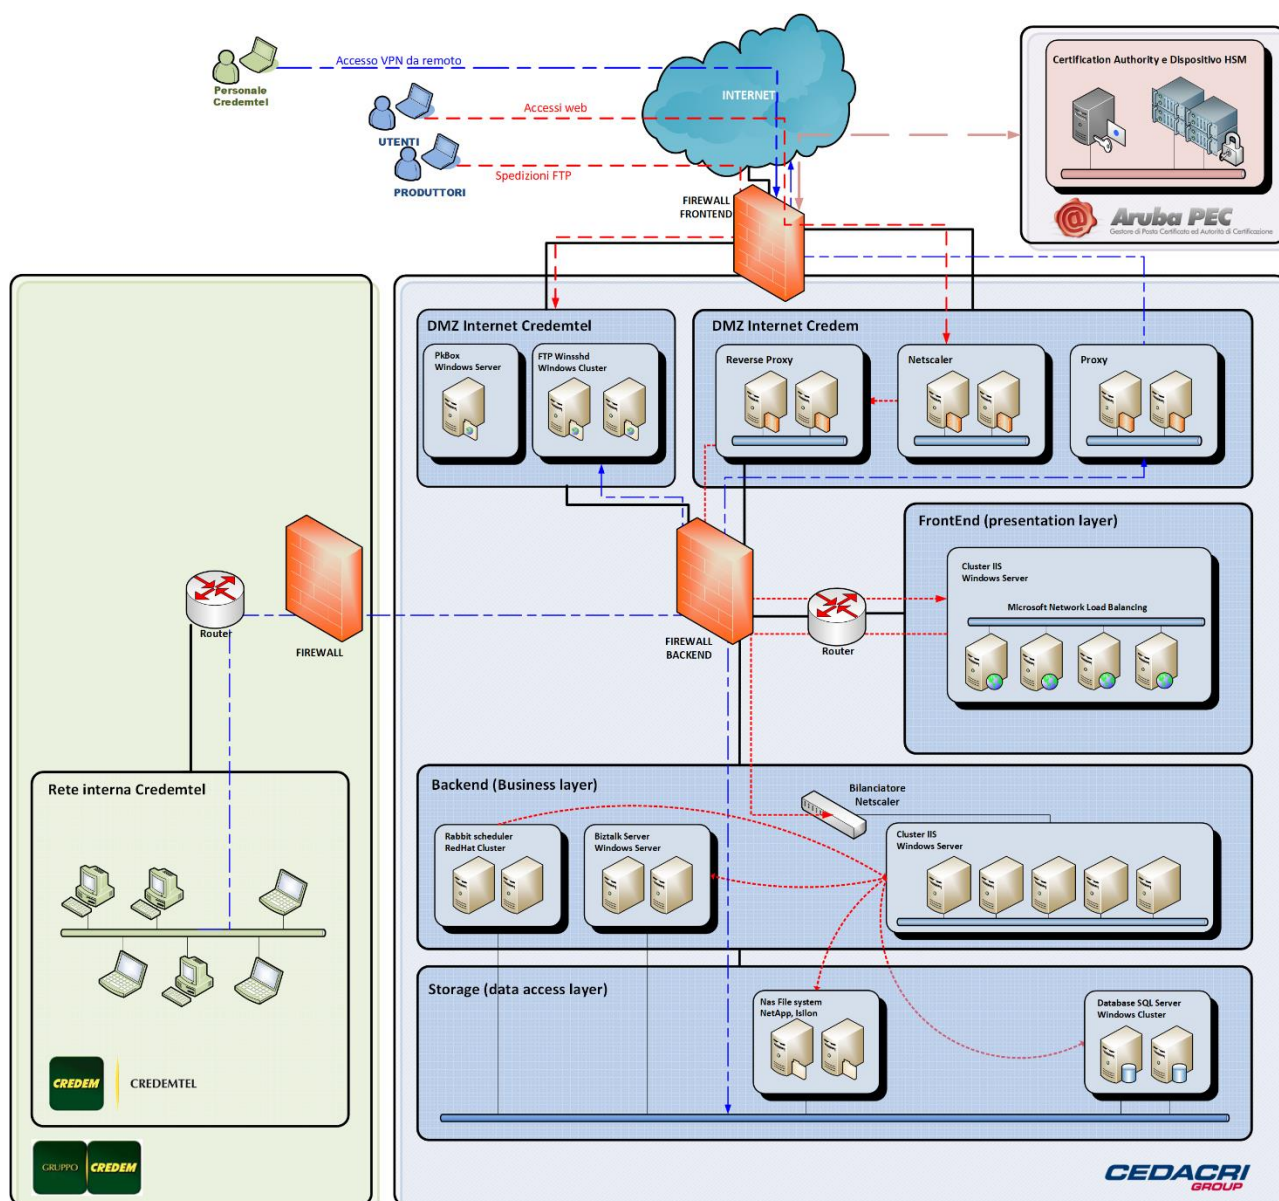 Personale
Credemtel
Accesso VPN da remoto
UTENTI
Accessi web
PRODUTTORI
Spedizioni FTP
INTERNET
Certification Authority e Dispositivo HSM
Aruba PEC
Gestore di Posta Certificata ed Autorità di Certificazione
FIREWALL
FRONTEND
DMZ Internet Credemtel
PkBox
Windows Server
FTP Winsshd
Windows Cluster
DMZ Internet Credem
Reverse Proxy
Netscaler
Proxy
FIREWALL
BACKEND
Router
FrontEnd (presentation layer)
Cluster IIS
Windows Server
Microsoft Network Load Balancing
Router
FIREWALL
Rete interna Credemtel
CREDEM
CREDEMTEL
GRUPPO
CREDEM
Backend (Business layer)
Bilanciatore
Netscaler
Rabbit scheduler
RedHat Cluster
Biztalk Server
Windows Server
Cluster IIS
Windows Server
Storage (data access layer)
Nas File system
NetApp, Isilon
Database SQL Server
Windows Cluster
CEDACRI
GROUP